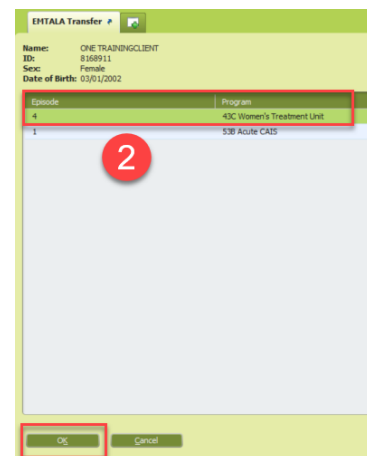 EMTALA Transfer
Name: ONE TRAININGCLIENT
ID: 8168911
Sex: Female
Date of Birth: 03/01/2002
Episode Program
4 43C Women's Treatment Unit
1 53B Acute CAIS
2
OK Cancel